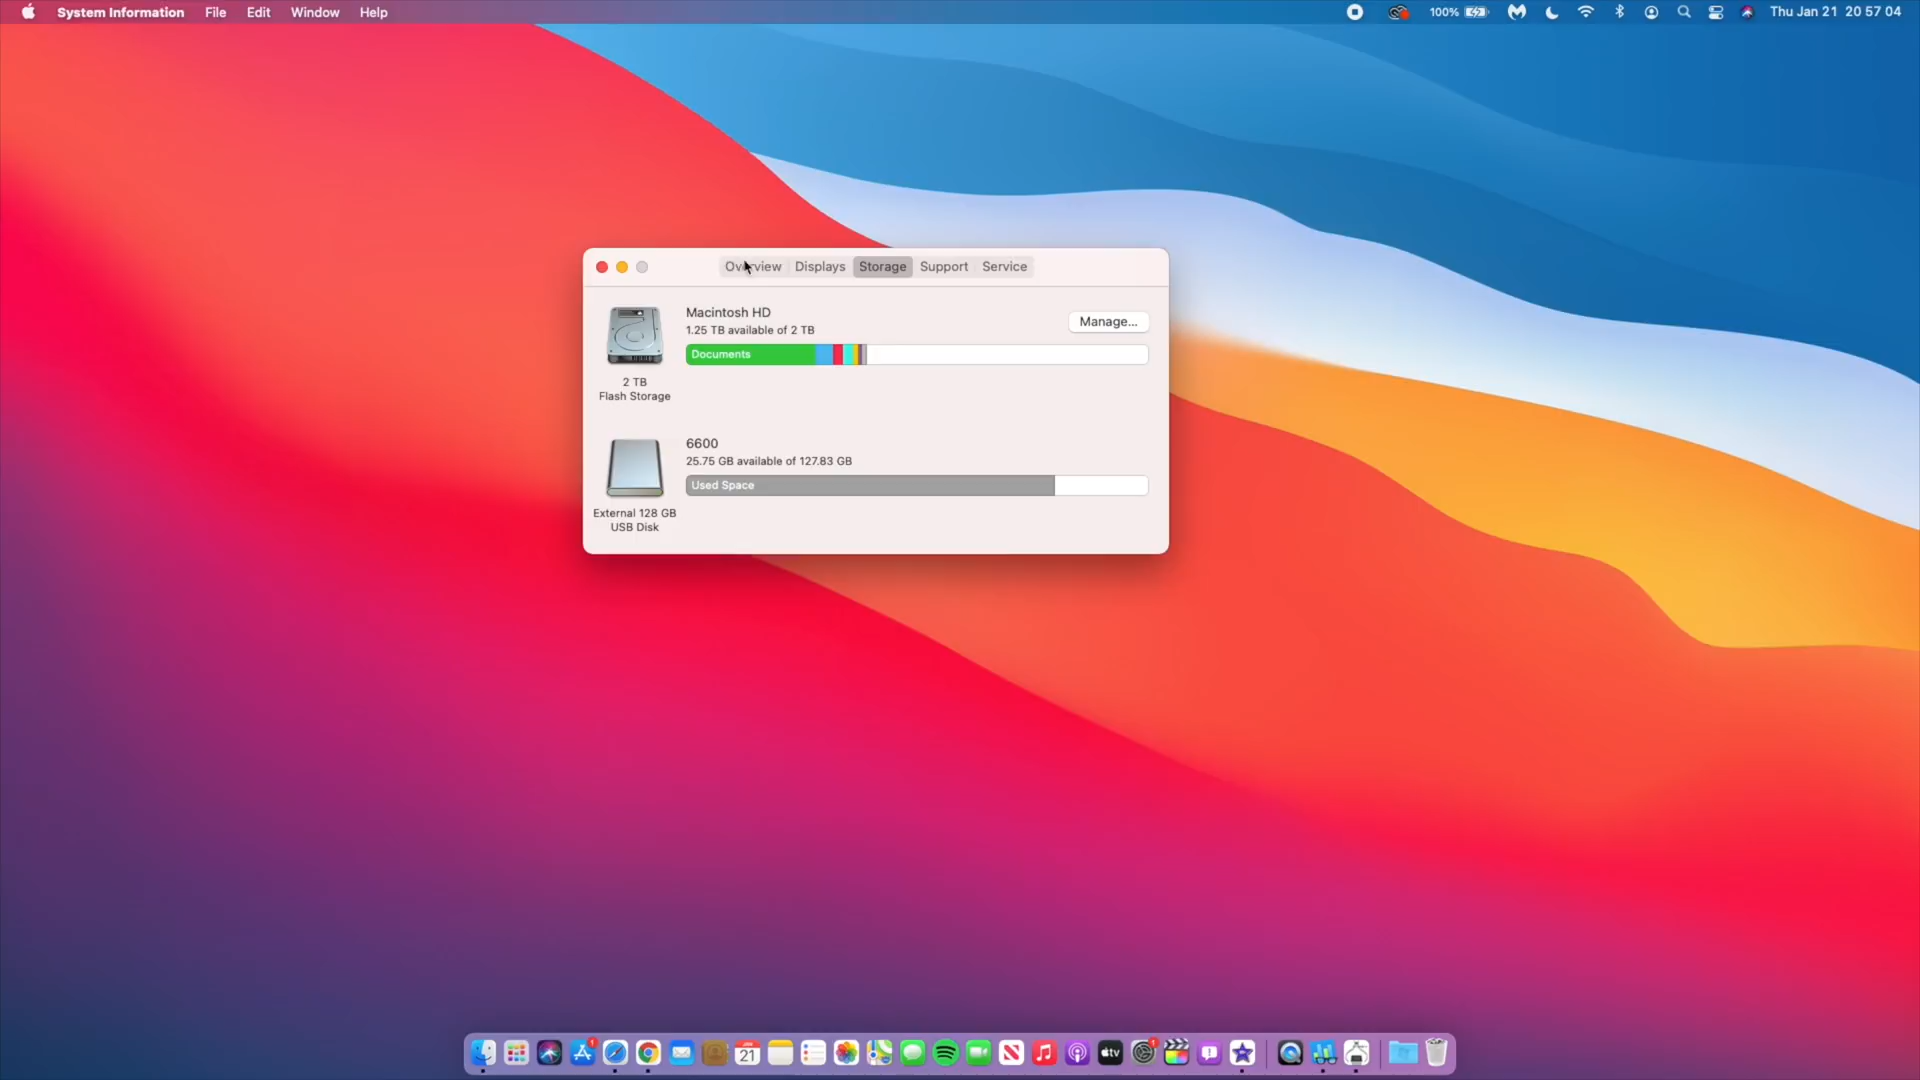 System Information File Edit Window Help 100% Thu Jan 21 20 57 04
Overview Displays Storage Support Service
Macintosh HD
1.25 TB available of 2 TB
Manage...
Documents
2 TB
Flash Storage
6600
25.75 GB available of 127.83 GB
Used Space
External 128 GB
USB Disk
JAN
21
tv